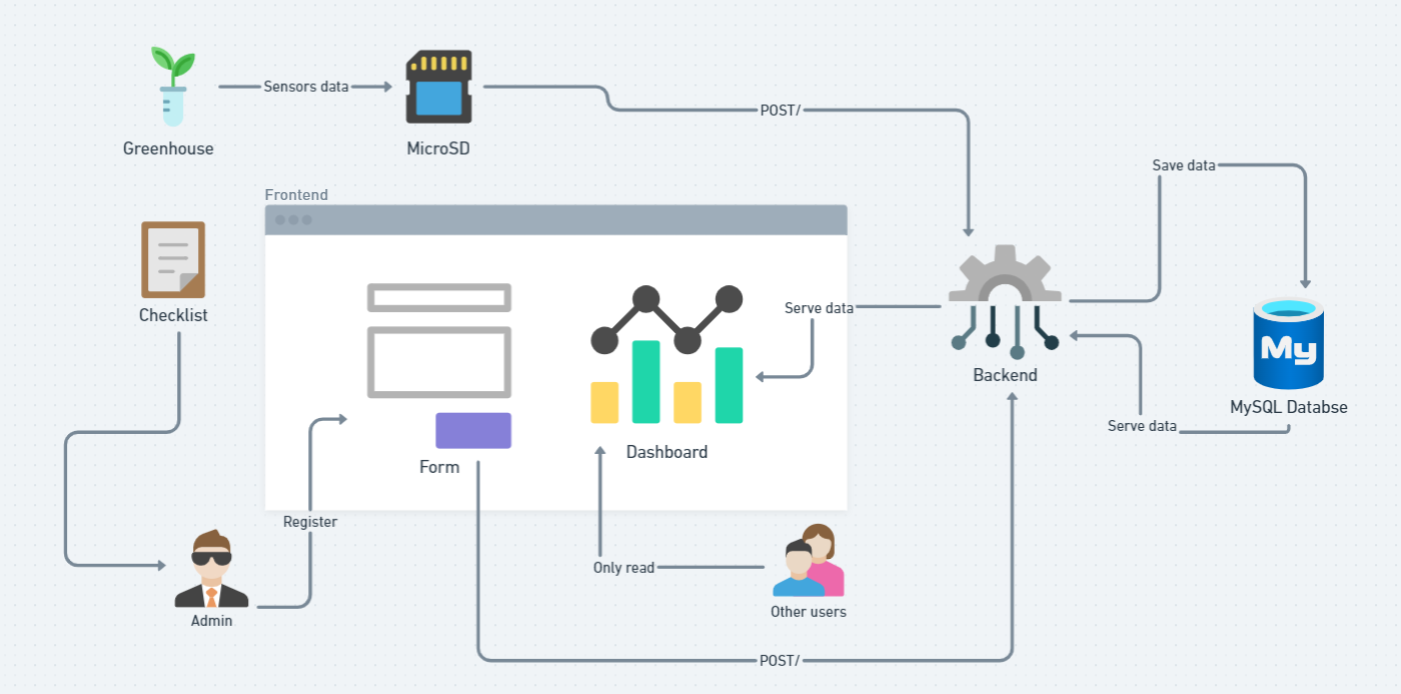 Sensors data
POST/
Greenhouse
MicroSD
Save data
Frontend
Checklist
Serve data
Backend
My
MySQL Databse
Serve data
Dashboard
Form
Register
Only read
Other users
Admin
POST/